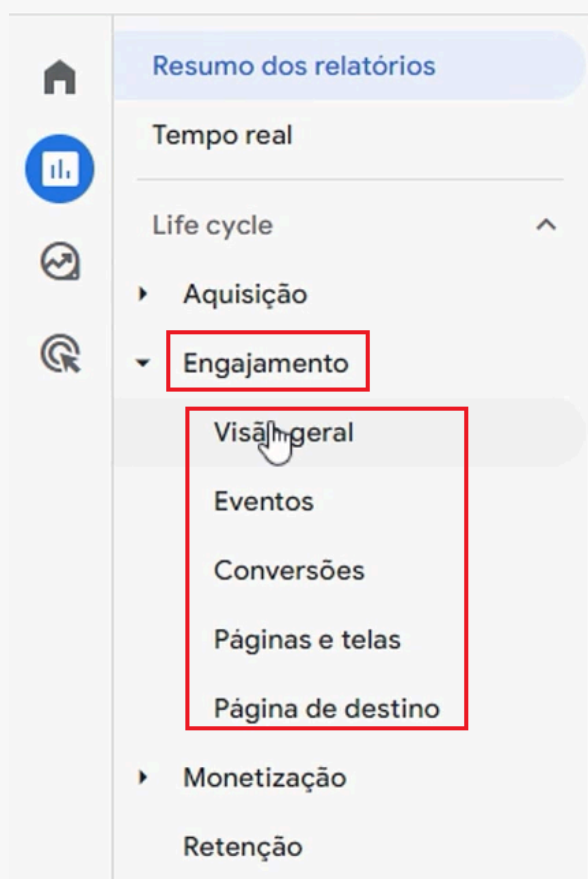 Resumo dos relatórios
Tempo real
Life cycle
Aquisição
Engajamento
Visão geral
Eventos
Conversões
Páginas e telas
Página de destino
Monetização
Retenção